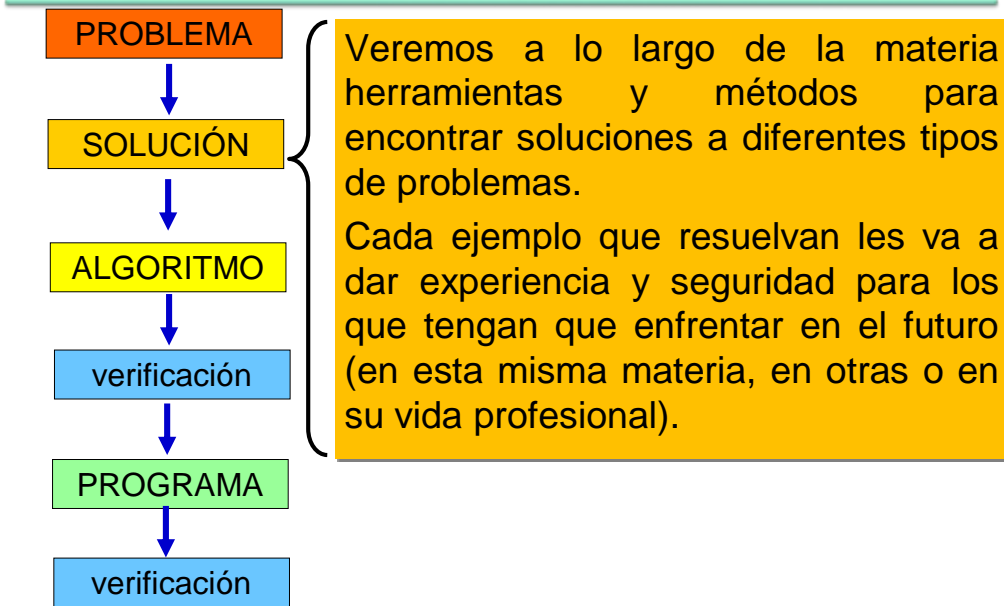 PROBLEMA
SOLUCIÓN
ALGORITMO
verificación
PROGRAMA
verificación
Veremos a lo largo de la materia
herramientas y métodos para
encontrar soluciones a diferentes tipos
de problemas.
Cada ejemplo que resuelvan les va a
dar experiencia y seguridad para los
que tengan que enfrentar en el futuro
(en esta misma materia, en otras o en
su vida profesional).